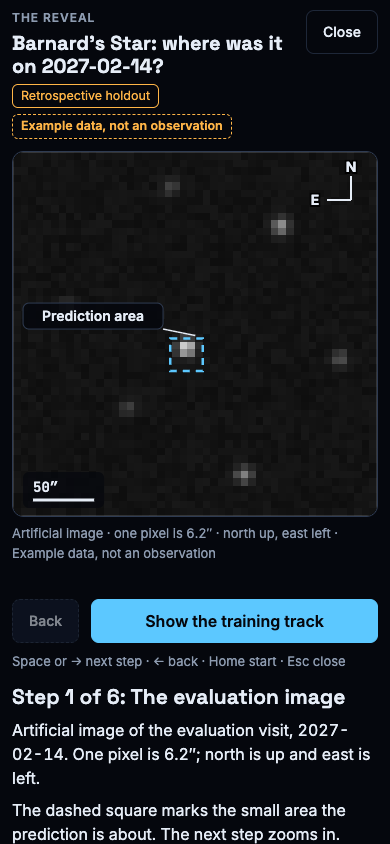 THE REVEAL
Barnard's Star: where was it
on 2027-02-14?
Close
Retrospective holdout
Example data, not an observation
N
E
Prediction area
50″
Artificial image · one pixel is 6.2″ · north up, east left ·
Example data, not an observation
Back
Show the training track
Space or → next step · ← back · Home start · Esc close
Step 1 of 6: The evaluation image
Artificial image of the evaluation visit, 2027-
02-14. One pixel is 6.2″; north is up and east is
left.
The dashed square marks the small area the
prediction is about. The next step zooms in.